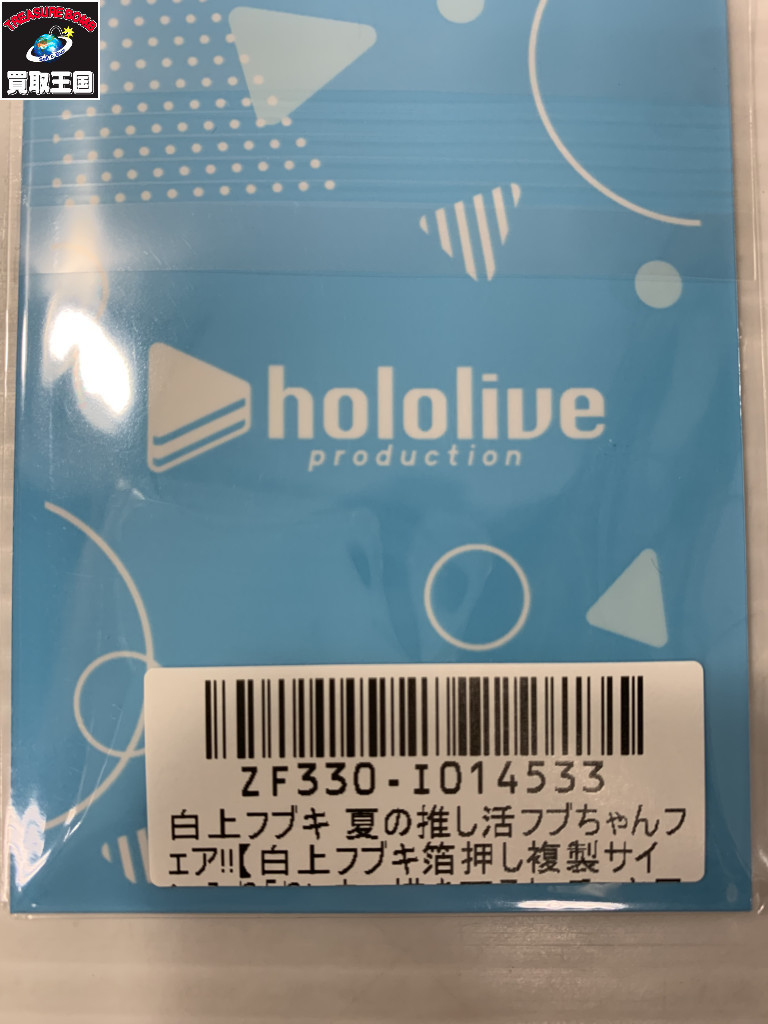 TREASURE BOMB
買取王国
hololive
production
ZF330-I014533
白上フブキ 夏の推し活フブちゃんフ
ェア!!【白上フブキ箔押し複製サイ